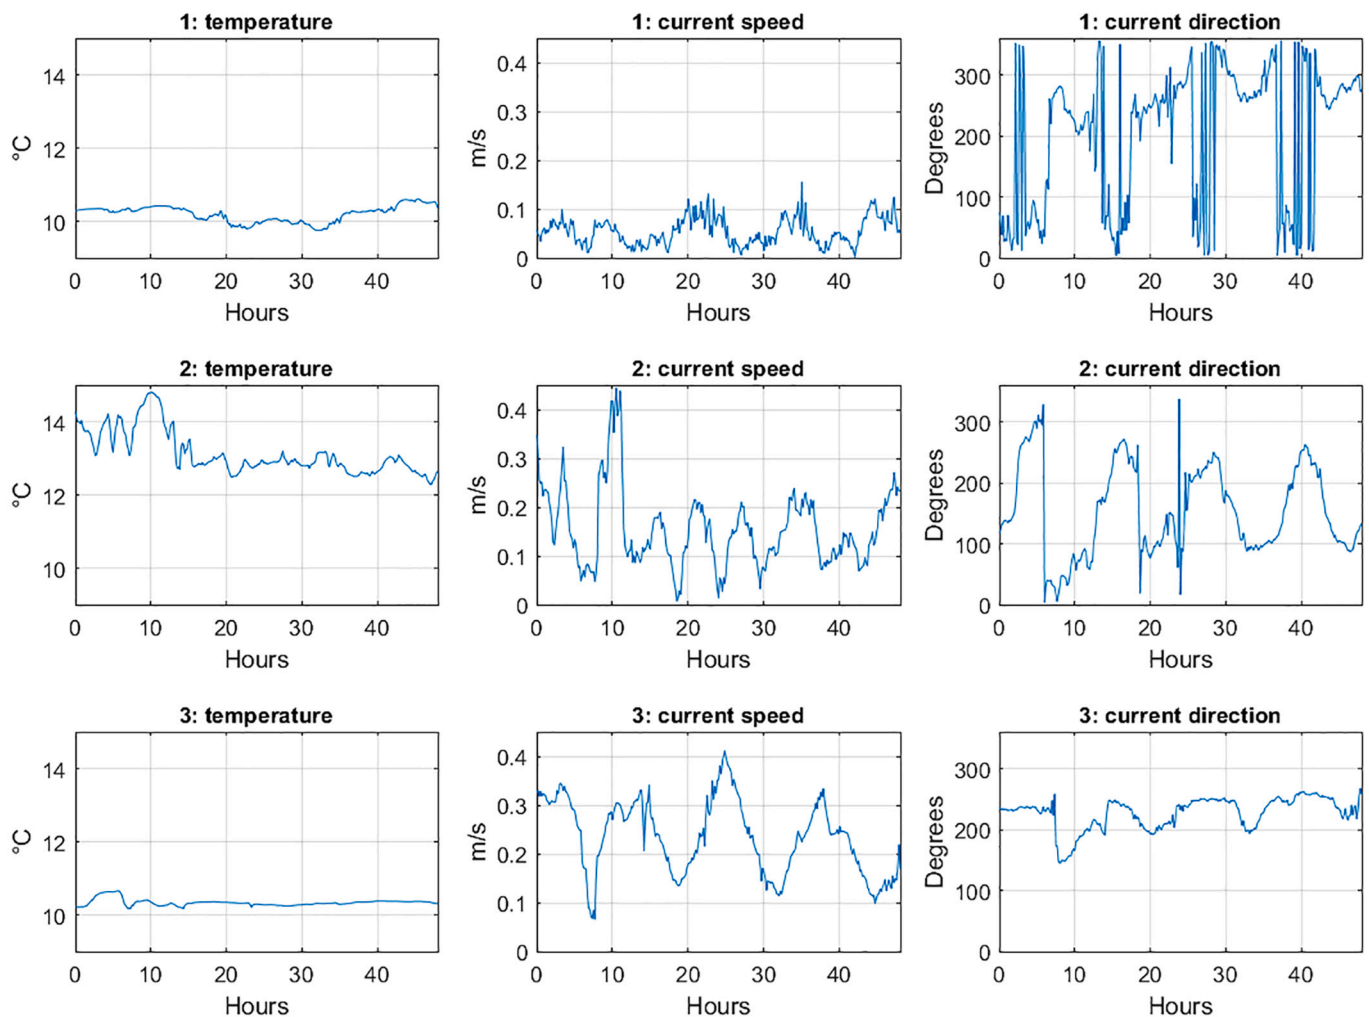 1: temperature
1: current speed
1: current direction
14
12
10
°C
0 10 20 30 40
Hours
0.4
0.3
0.2
0.1
0
m/s
0 10 20 30 40
Hours
300
200
100
0
Degrees
0 10 20 30 40
Hours
2: temperature
2: current speed
2: current direction
14
12
10
°C
0 10 20 30 40
Hours
0.4
0.3
0.2
0.1
0
m/s
0 10 20 30 40
Hours
300
200
100
0
Degrees
0 10 20 30 40
Hours
3: temperature
3: current speed
3: current direction
14
12
10
°C
0 10 20 30 40
Hours
0.4
0.3
0.2
0.1
0
m/s
0 10 20 30 40
Hours
300
200
100
0
Degrees
0 10 20 30 40
Hours